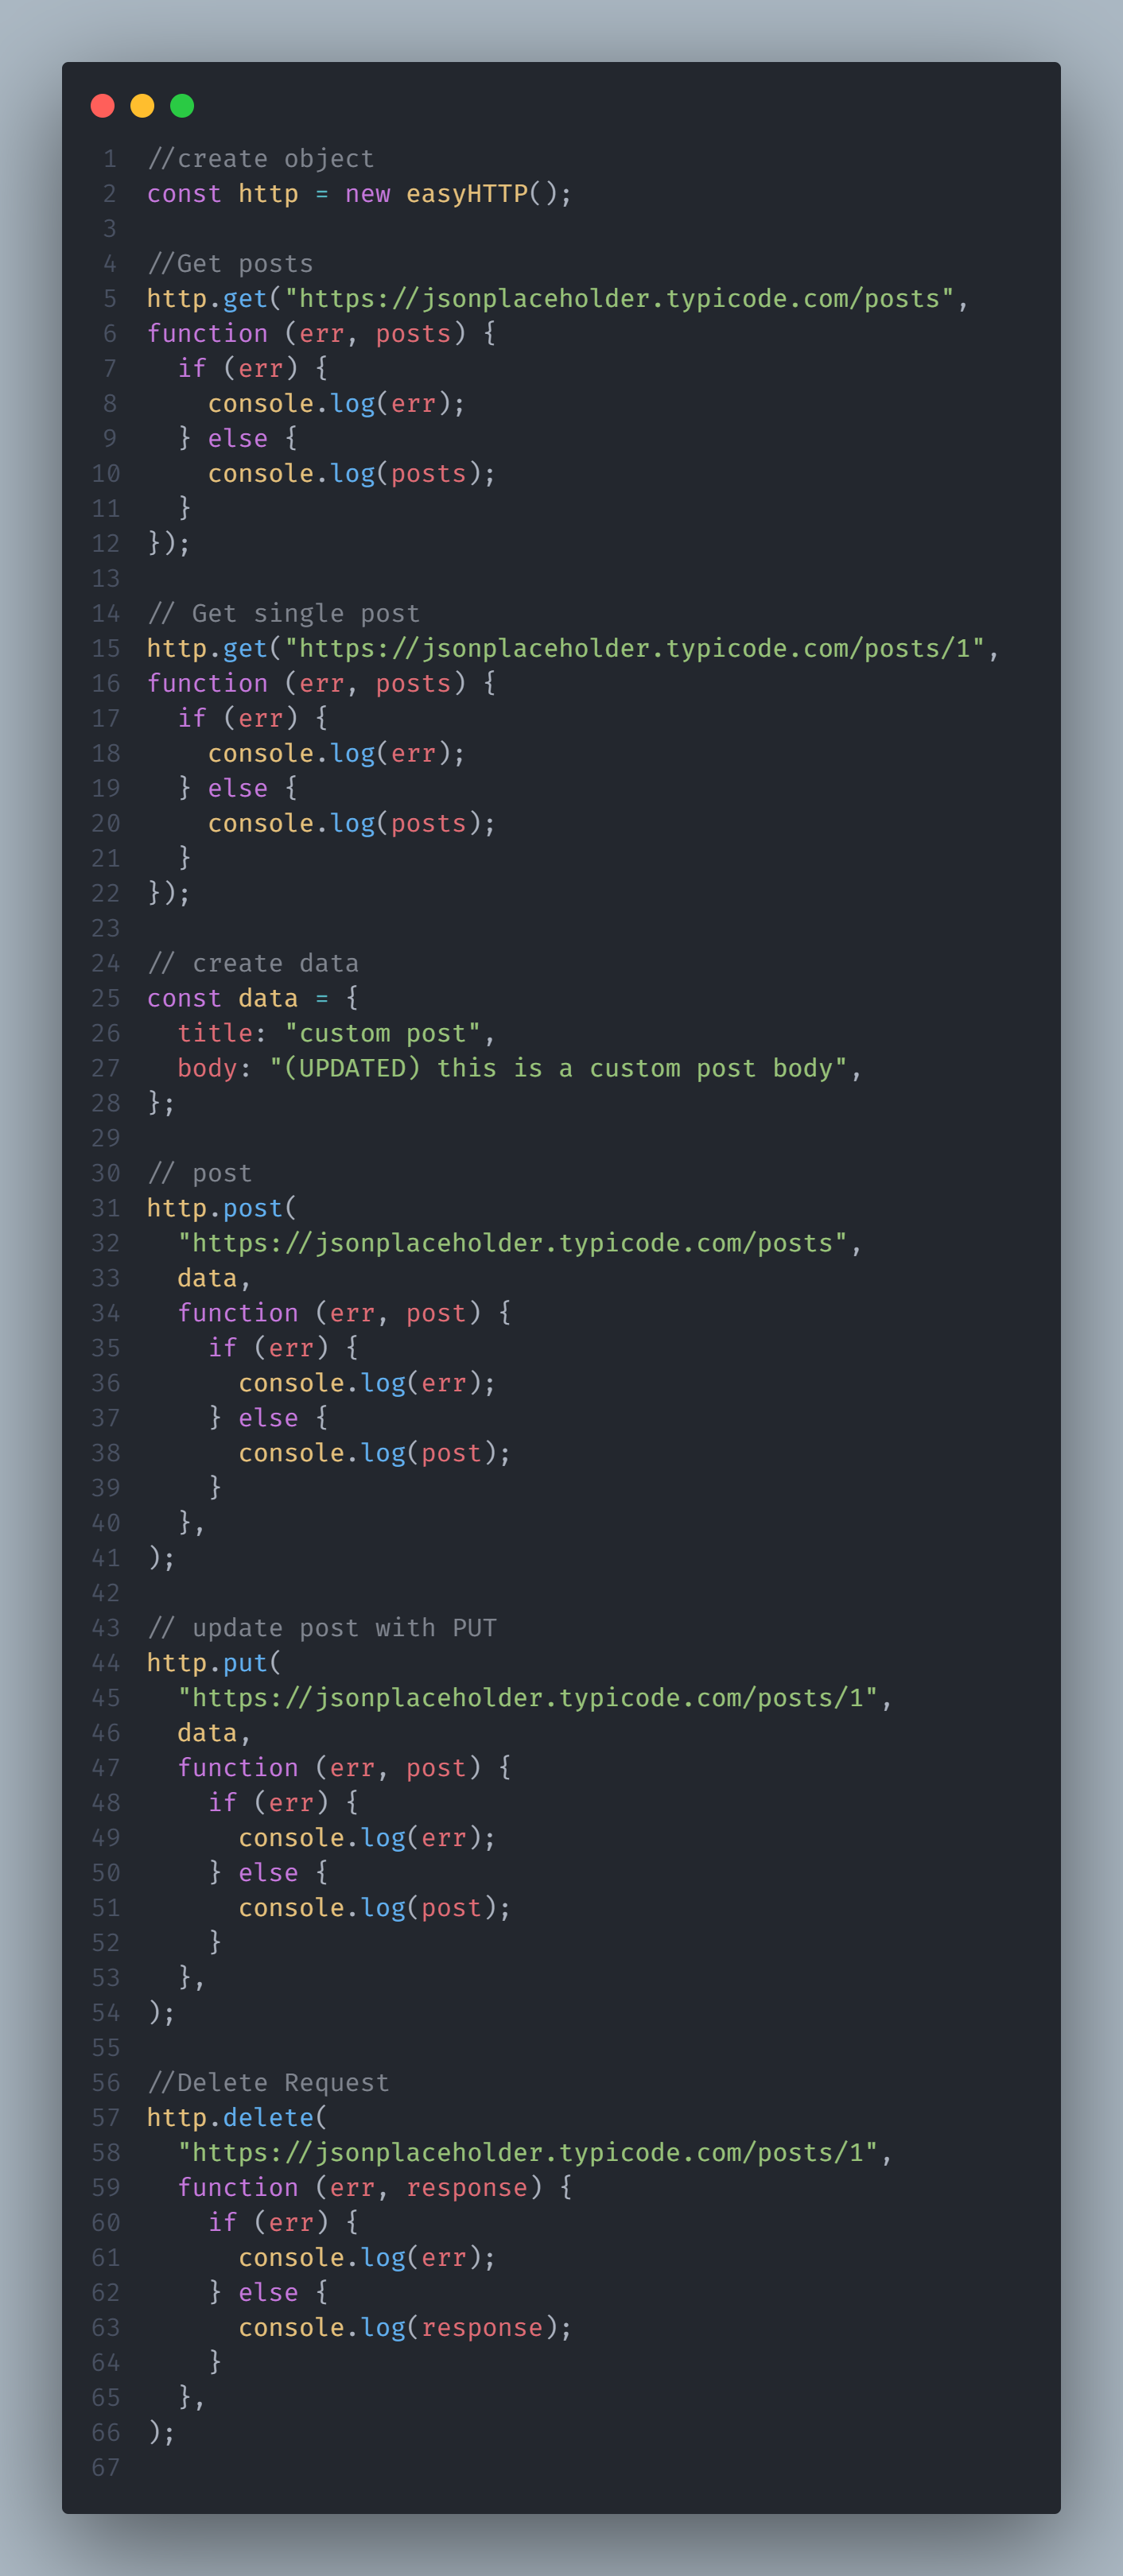 1 //create object
2 const http = new easyHTTP();
3
4 //Get posts
5 http.get("https://jsonplaceholder.typicode.com/posts",
6 function (err, posts) {
7   if (err) {
8     console.log(err);
9   } else {
10     console.log(posts);
11   }
12 });
13
14 // Get single post
15 http.get("https://jsonplaceholder.typicode.com/posts/1",
16 function (err, posts) {
17   if (err) {
18     console.log(err);
19   } else {
20     console.log(posts);
21   }
22 });
23
24 // create data
25 const data = {
26   title: "custom post",
27   body: "(UPDATED) this is a custom post body",
28 };
29
30 // post
31 http.post(
32   "https://jsonplaceholder.typicode.com/posts",
33   data,
34   function (err, post) {
35     if (err) {
36       console.log(err);
37     } else {
38       console.log(post);
39     }
40   },
41 );
42
43 // update post with PUT
44 http.put(
45   "https://jsonplaceholder.typicode.com/posts/1",
46   data,
47   function (err, post) {
48     if (err) {
49       console.log(err);
50     } else {
51       console.log(post);
52     }
53   },
54 );
55
56 //Delete Request
57 http.delete(
58   "https://jsonplaceholder.typicode.com/posts/1",
59   function (err, response) {
60     if (err) {
61       console.log(err);
62     } else {
63       console.log(response);
64     }
65   },
66 );
67